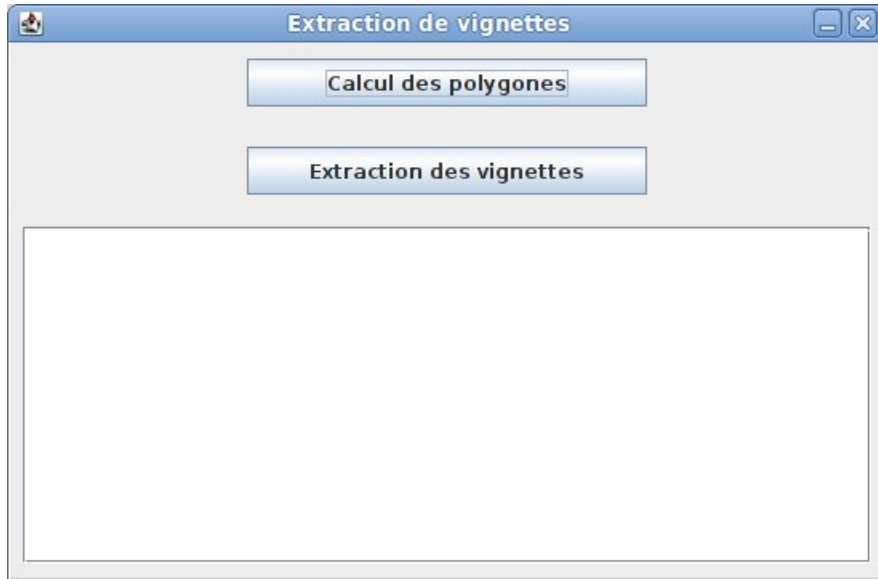 Extraction de vignettes
Calcul des polygones
Extraction des vignettes